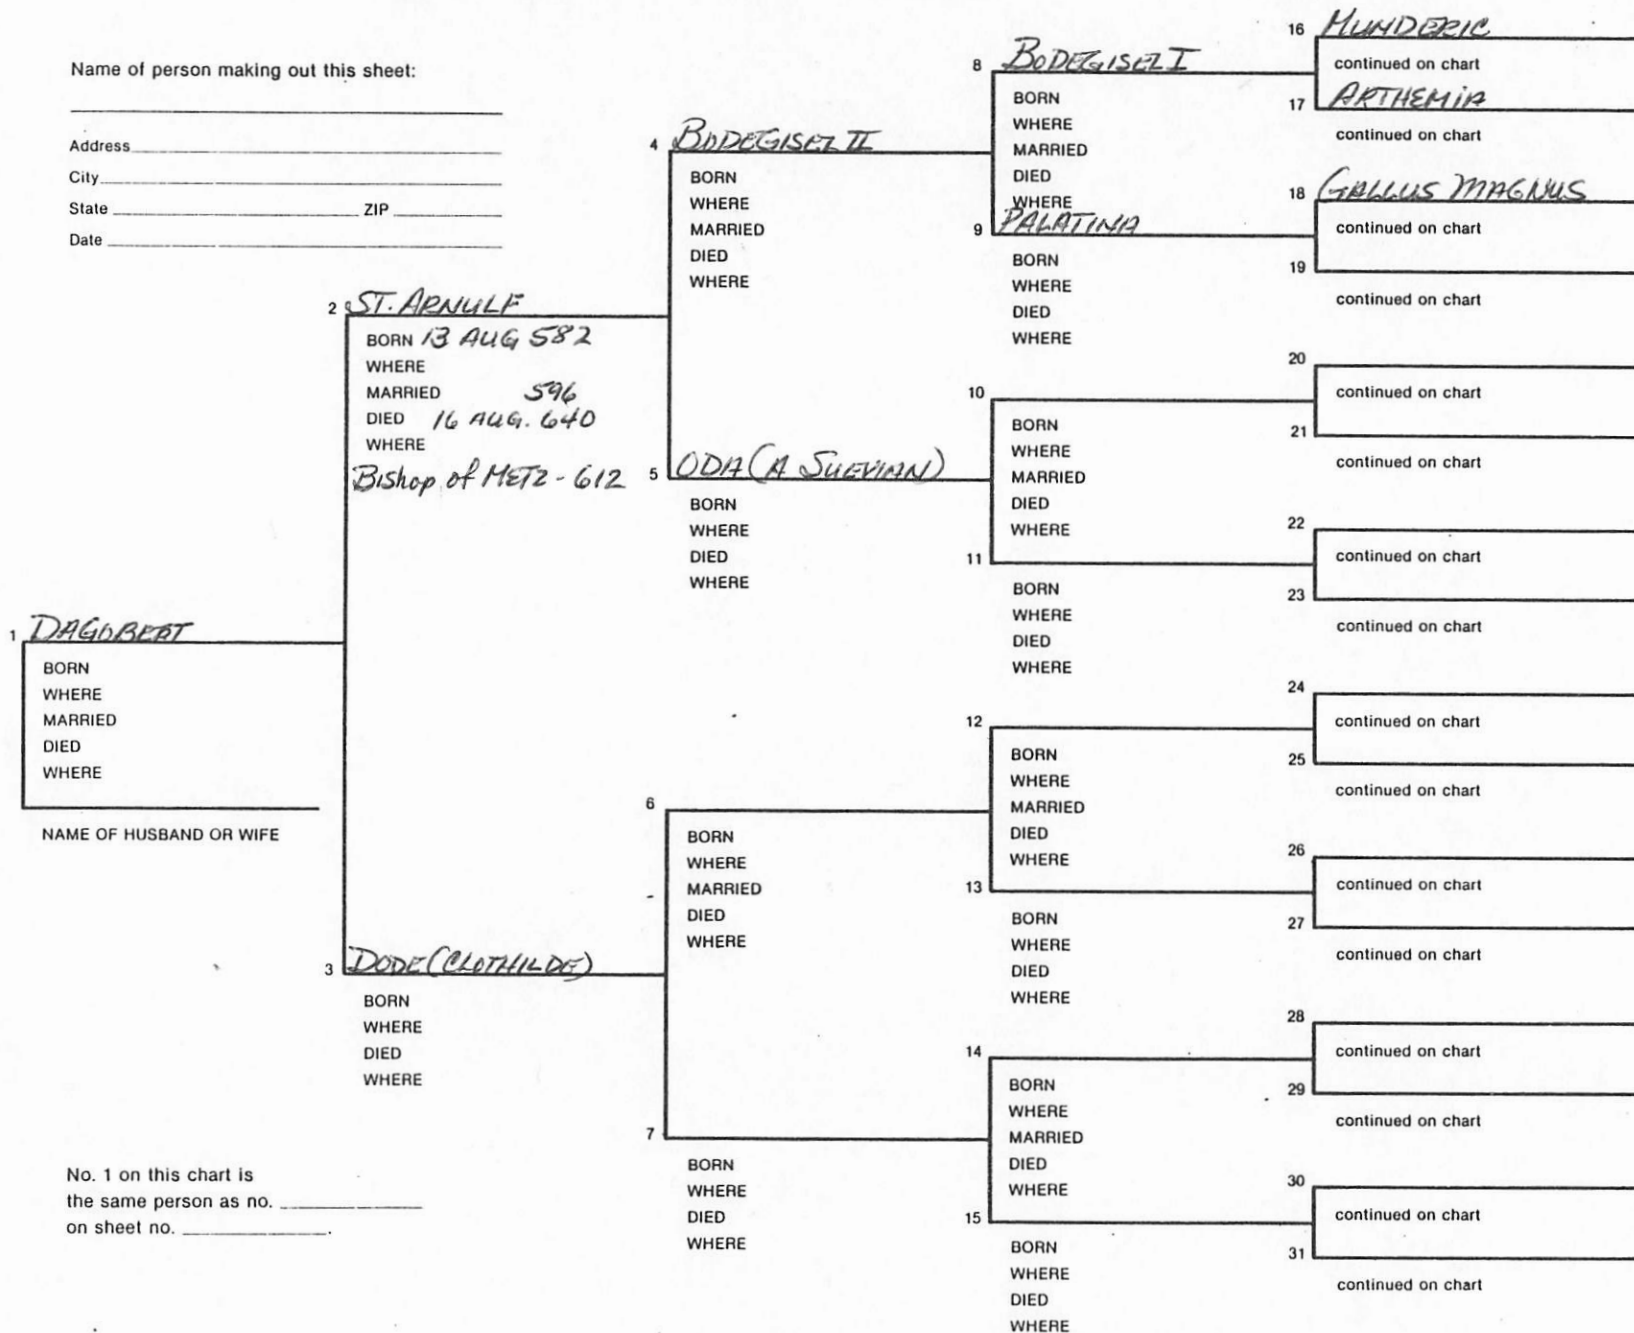 Name of person making out this sheet:
Address
City
State ZIP
Date
1 DAGOBERT
BORN
WHERE
MARRIED
DIED
WHERE
NAME OF HUSBAND OR WIFE
No. 1 on this chart is
the same person as no.
on sheet no. .
2 ST. ARNULF
BORN 13 AUG 582
WHERE
MARRIED 596
DIED 16 AUG. 640
WHERE
Bishop of METZ - 612
3 DODE (CLOTHILDE)
BORN
WHERE
DIED
WHERE
4 BODEGISEL II
BORN
WHERE
MARRIED
DIED
WHERE
5 ODA (A SUEVIAN)
BORN
WHERE
DIED
WHERE
6
BORN
WHERE
MARRIED
DIED
WHERE
7
BORN
WHERE
DIED
WHERE
8 BODEGISEL I
BORN
WHERE
MARRIED
DIED
WHERE
9 PALATINA
BORN
WHERE
DIED
WHERE
10
BORN
WHERE
MARRIED
DIED
WHERE
11
BORN
WHERE
DIED
WHERE
12
BORN
WHERE
MARRIED
DIED
WHERE
13
BORN
WHERE
DIED
WHERE
14
BORN
WHERE
MARRIED
DIED
WHERE
15
BORN
WHERE
DIED
WHERE
16 MUNDERIC
continued on chart
17 ARTHEMIA
continued on chart
18 GALLUS MAGNUS
continued on chart
19
continued on chart
20
continued on chart
21
continued on chart
22
continued on chart
23
continued on chart
24
continued on chart
25
continued on chart
26
continued on chart
27
continued on chart
28
continued on chart
29
continued on chart
30
continued on chart
31
continued on chart